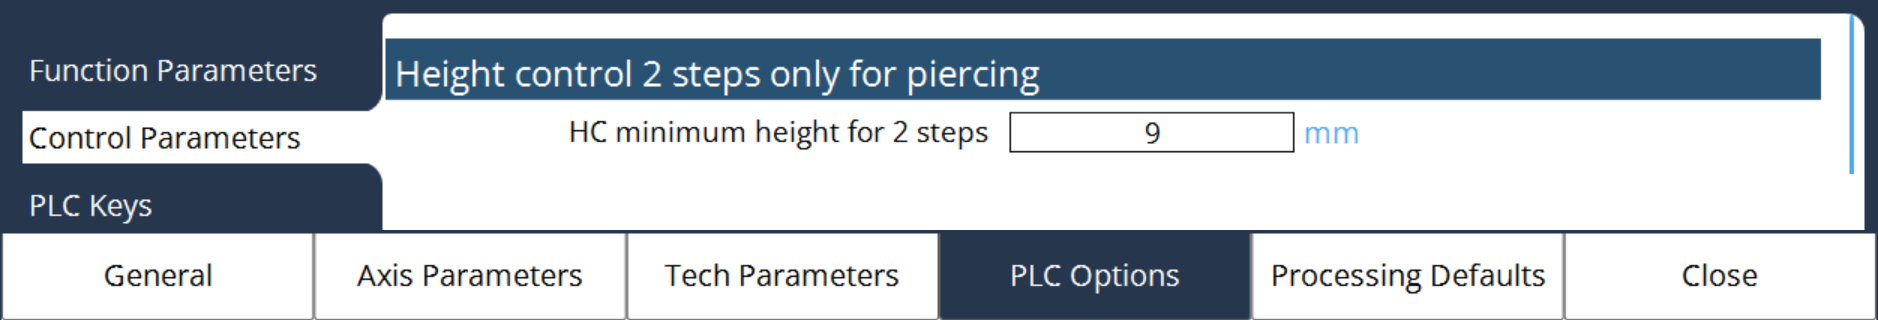 Function Parameters
Control Parameters
PLC Keys
Height control 2 steps only for piercing
HC minimum height for 2 steps 9 mm
General Axis Parameters Tech Parameters PLC Options Processing Defaults Close